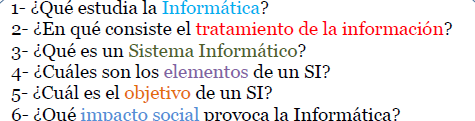 1- ¿Qué estudia la Informática?
2- ¿En qué consiste el tratamiento de la información?
3- ¿Qué es un Sistema Informático?
4- ¿Cuáles son los elementos de un SI?
5- ¿Cuál es el objetivo de un SI?
6- ¿Qué impacto social provoca la Informática?